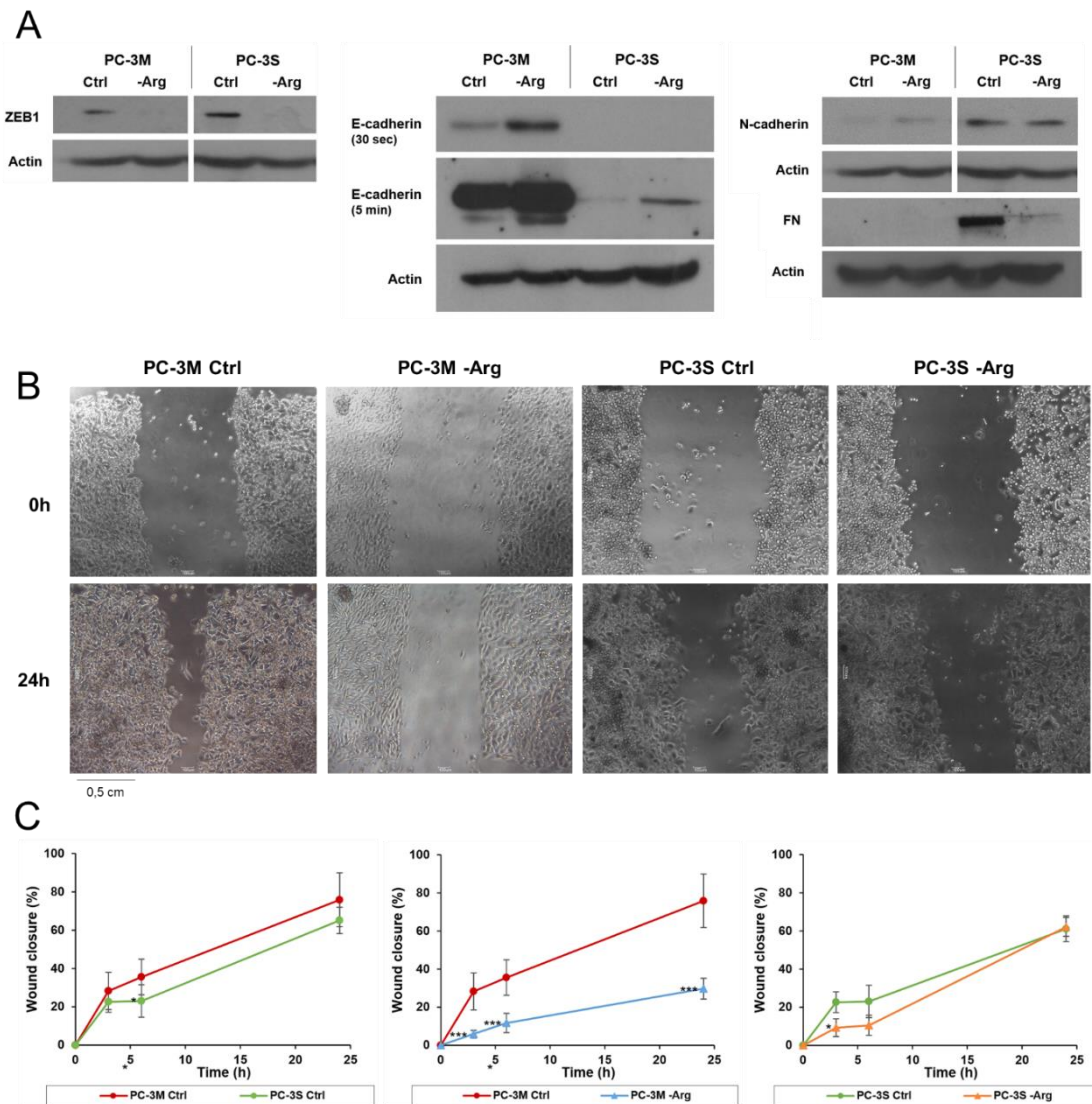 A
PC-3M PC-3S
Ctrl -Arg Ctrl -Arg
ZEB1
Actin
PC-3M PC-3S
Ctrl -Arg Ctrl -Arg
E-cadherin
(30 sec)
E-cadherin
(5 min)
Actin
PC-3M PC-3S
Ctrl -Arg Ctrl -Arg
N-cadherin
Actin
FN
Actin
B
PC-3M Ctrl PC-3M -Arg PC-3S Ctrl PC-3S -Arg
0h
24h
0,5 cm
C
Wound closure (%)
100
80
60
40
20
0
*
0 5 10 15 20 25
*
Time (h)
PC-3M Ctrl PC-3S Ctrl
Wound closure (%)
100
80
60
40
20
0
*** *** ***
0 5 10 15 20 25
*
Time (h)
PC-3M Ctrl PC-3M -Arg
Wound closure (%)
100
80
60
40
20
0
*
0 5 10 15 20 25
Time (h)
PC-3S Ctrl PC-3S -Arg